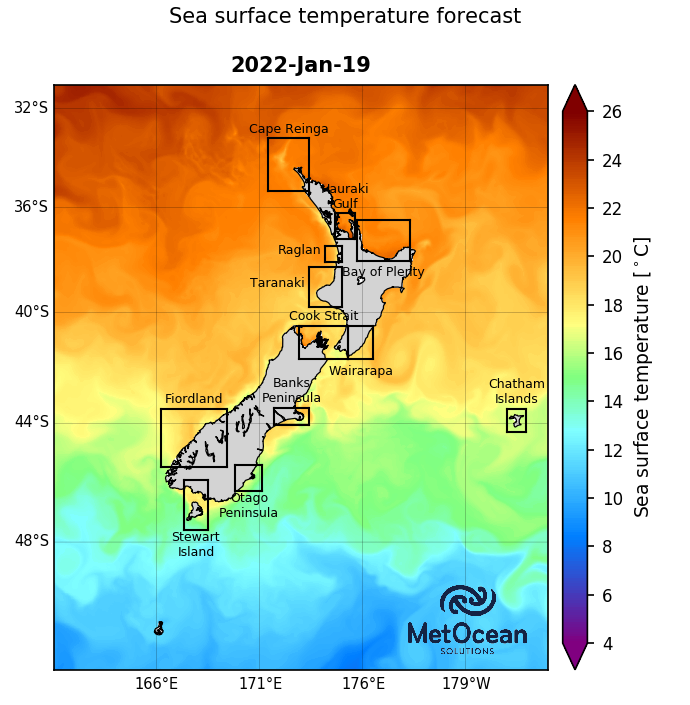 Sea surface temperature forecast
2022-Jan-19
32°S
36°S
40°S
44°S
48°S
Cape Reinga
Hauraki
Gulf
Raglan
Bay of Plenty
Taranaki
Cook Strait
Wairarapa
Banks
Peninsula
Fiordland
Chatham
Islands
Otago
Peninsula
Stewart
Island
MetOcean
SOLUTIONS
166°E
171°E
176°E
179°W
26
24
22
20
18
16
14
12
10
8
6
4
Sea surface temperature [°C]